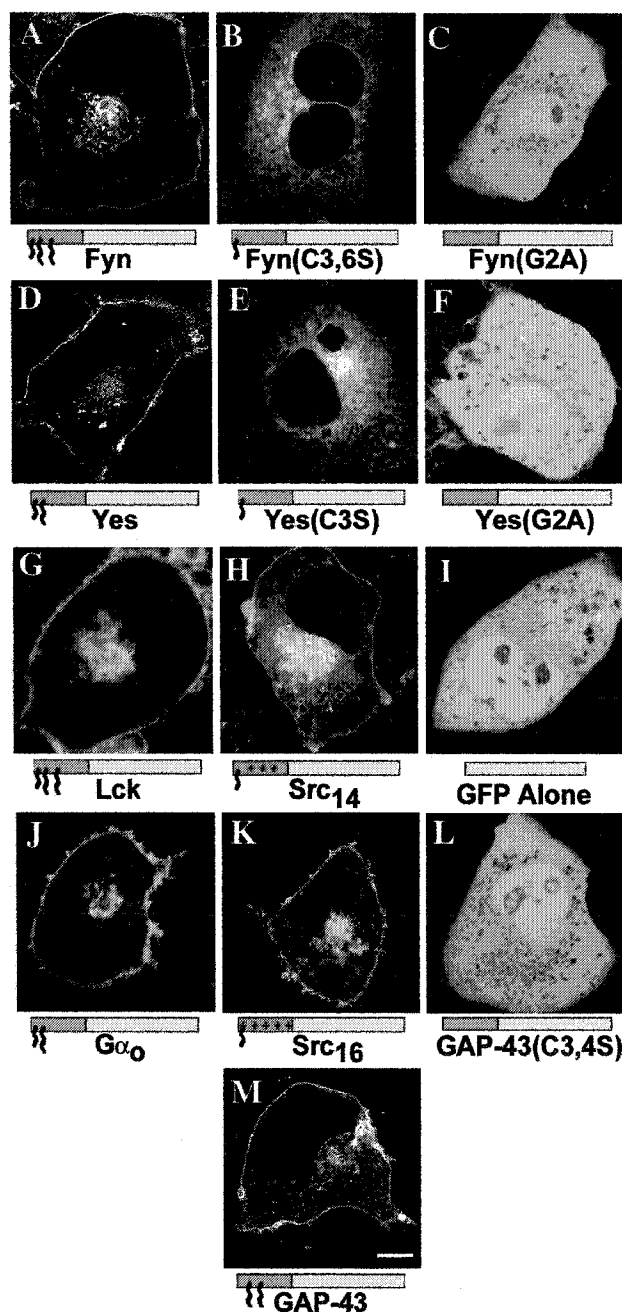 A B C
Fyn Fyn(C3,6S) Fyn(G2A)
D E F
Yes Yes(C3S) Yes(G2A)
G H I
Lck Src14 GFP Alone
J K L
Gαo Src16 GAP-43(C3,4S)
M
GAP-43